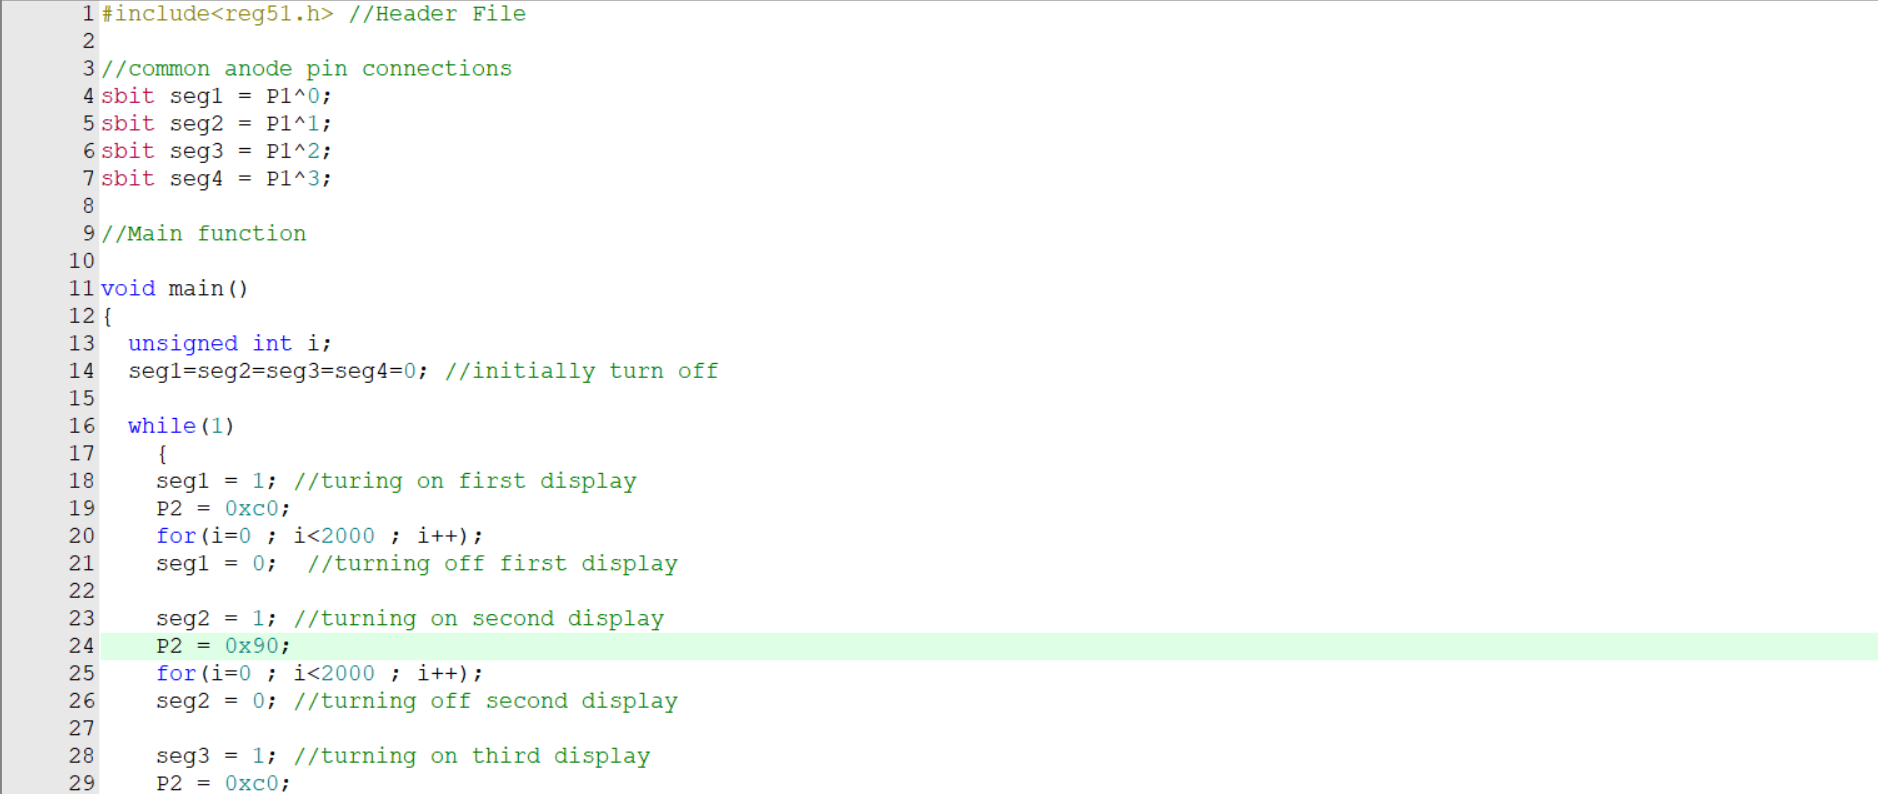 1 #include<reg51.h> //Header File
2
3 //common anode pin connections
4 sbit seg1 = P1^0;
5 sbit seg2 = P1^1;
6 sbit seg3 = P1^2;
7 sbit seg4 = P1^3;
8
9 //Main function
10
11 void main()
12 {
13 unsigned int i;
14 seg1=seg2=seg3=seg4=0; //initially turn off
15
16 while(1)
17 {
18 seg1 = 1; //turing on first display
19 P2 = 0xc0;
20 for(i=0 ; i<2000 ; i++);
21 seg1 = 0; //turning off first display
22
23 seg2 = 1; //turning on second display
24 P2 = 0x90;
25 for(i=0 ; i<2000 ; i++);
26 seg2 = 0; //turning off second display
27
28 seg3 = 1; //turning on third display
29 P2 = 0xc0;